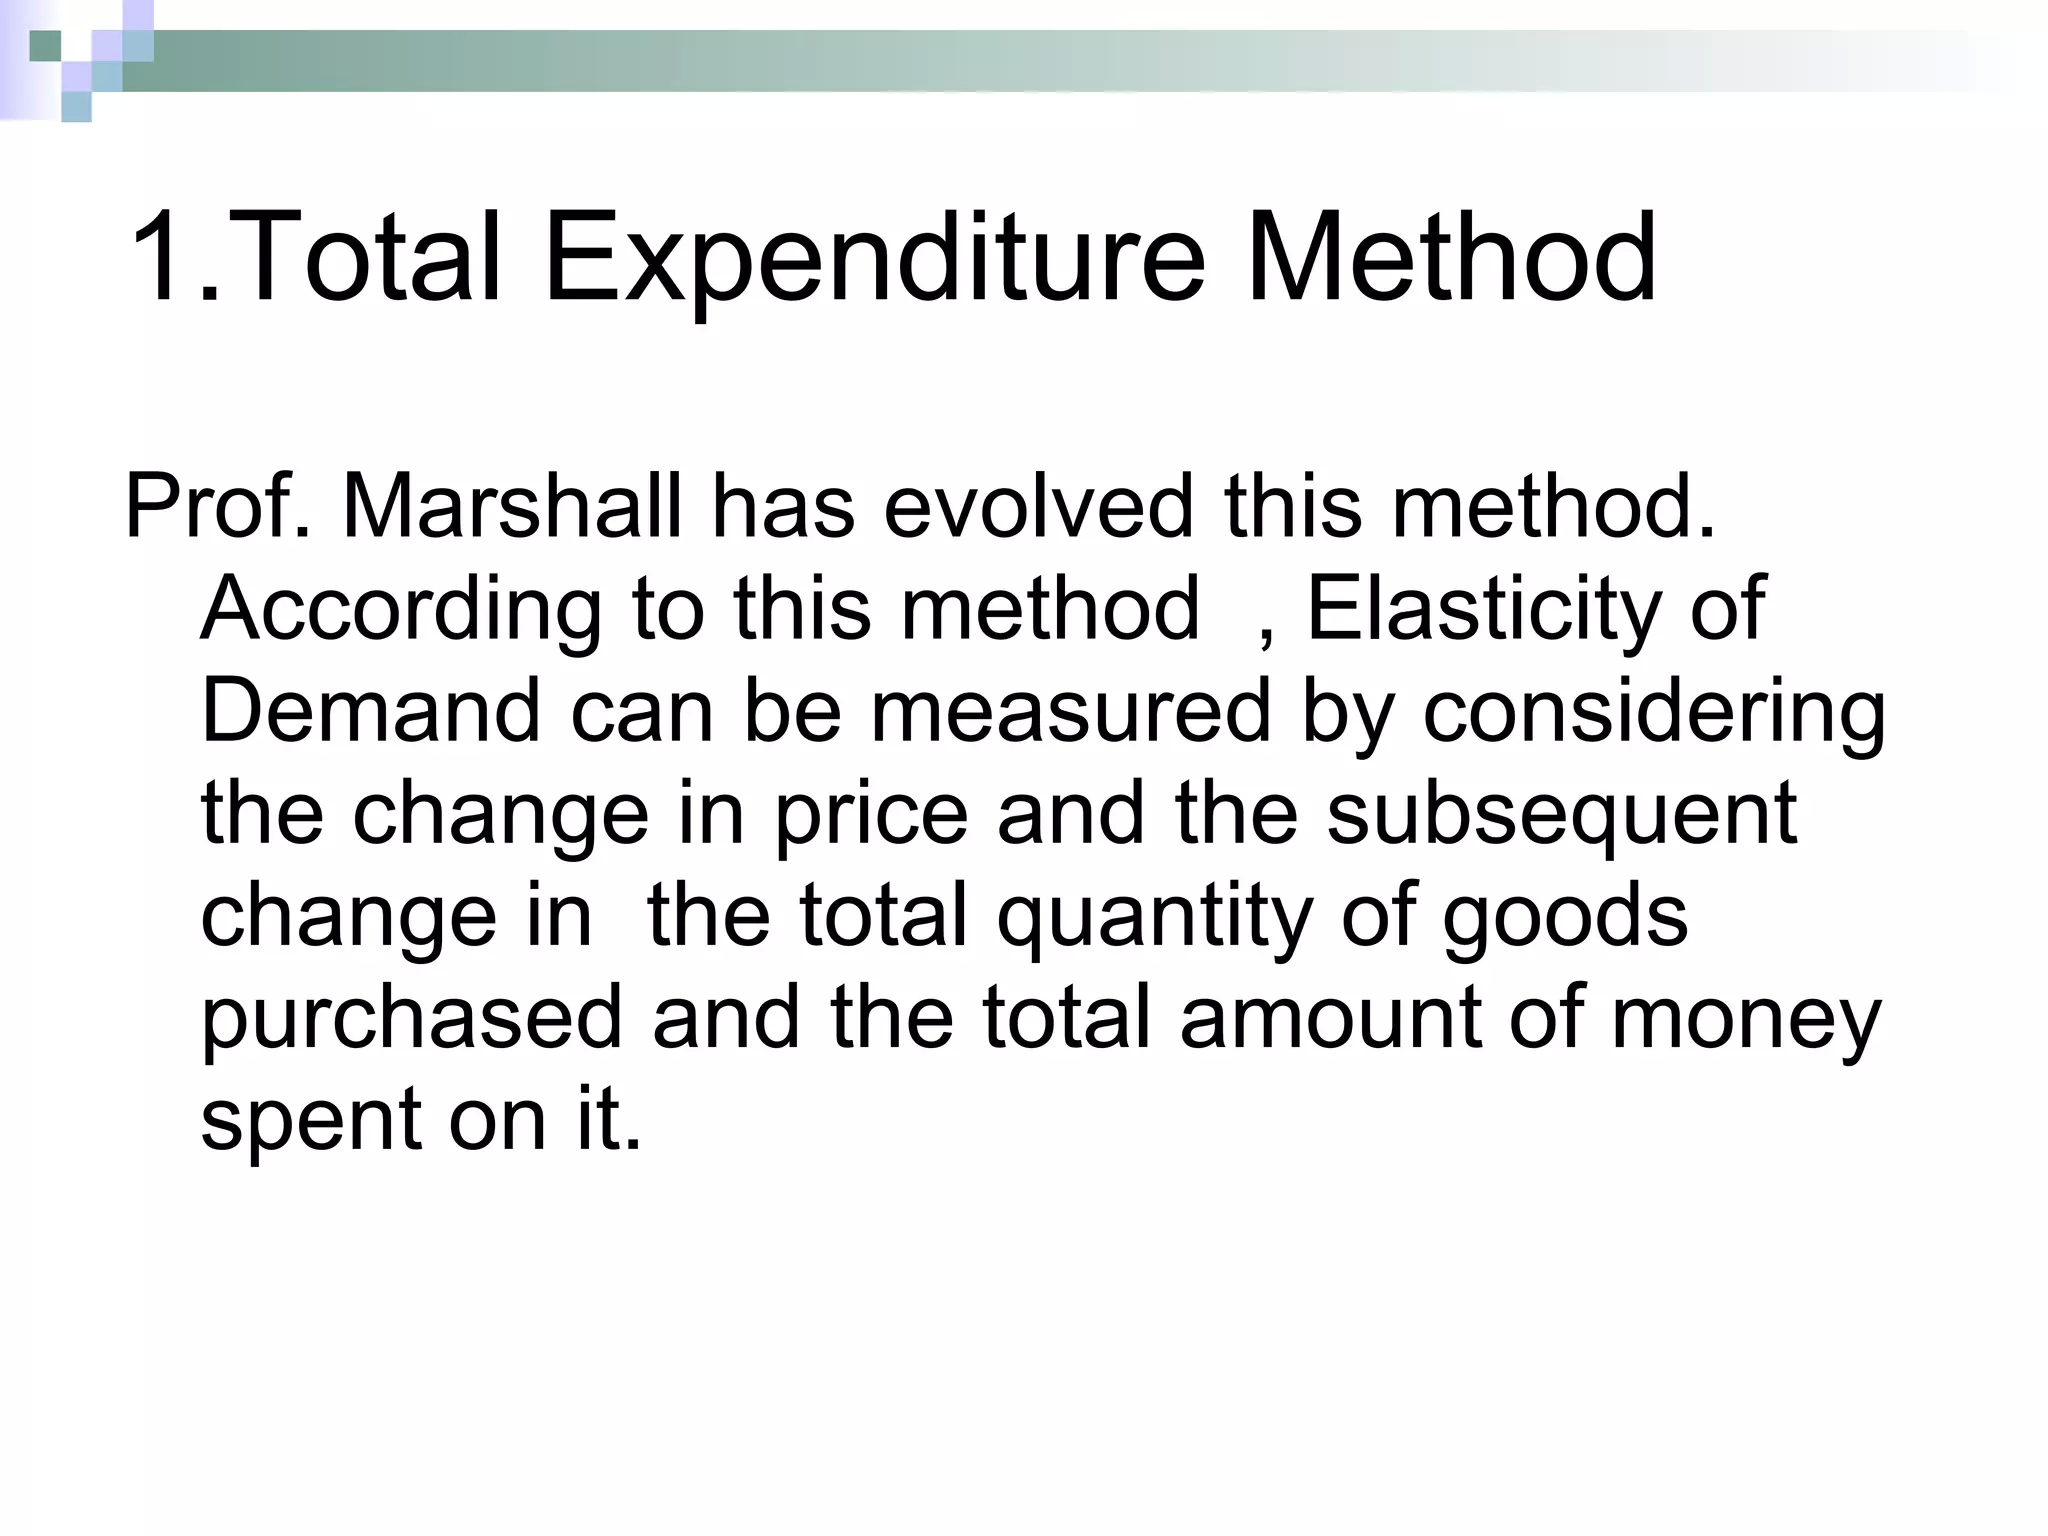 1.Total Expenditure Method
Prof. Marshall has evolved this method.
According to this method  , Elasticity of
Demand can be measured by considering
the change in price and the subsequent
change in  the total quantity of goods
purchased and the total amount of money
spent on it.